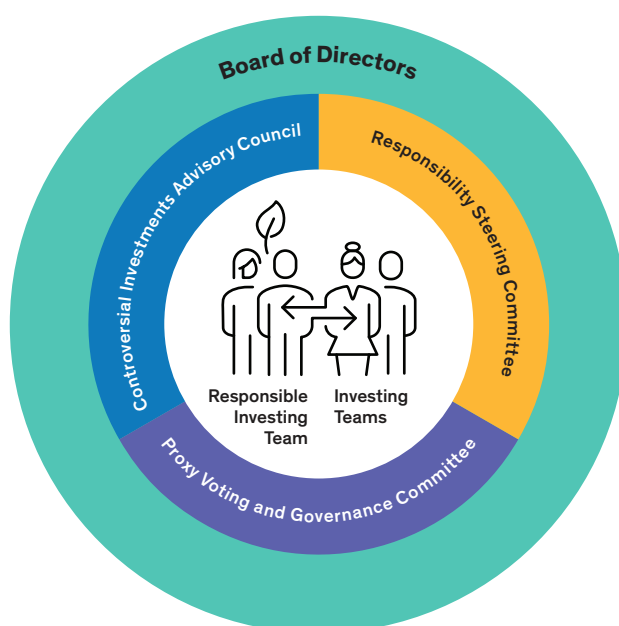 Board of Directors
Controversial Investments Advisory Council
Responsibility Steering Committee
Responsible
Investing
Team
Investing
Teams
Proxy Voting and Governance Committee